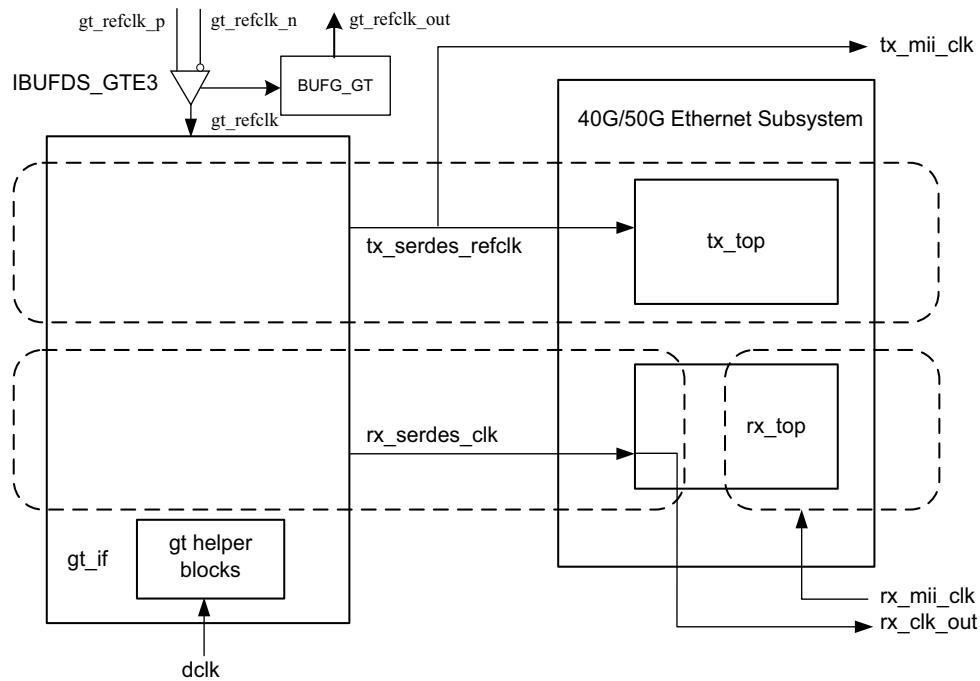 gt_refclk_p
gt_refclk_n
gt_refclk_out
tx_mii_clk
IBUFDS_GTE3
BUFG_GT
gt_refclk
40G/50G Ethernet Subsystem
tx_serdes_refclk
tx_top
rx_serdes_clk
rx_top
gt_if
gt helper
blocks
rx_mii_clk
rx_clk_out
dclk